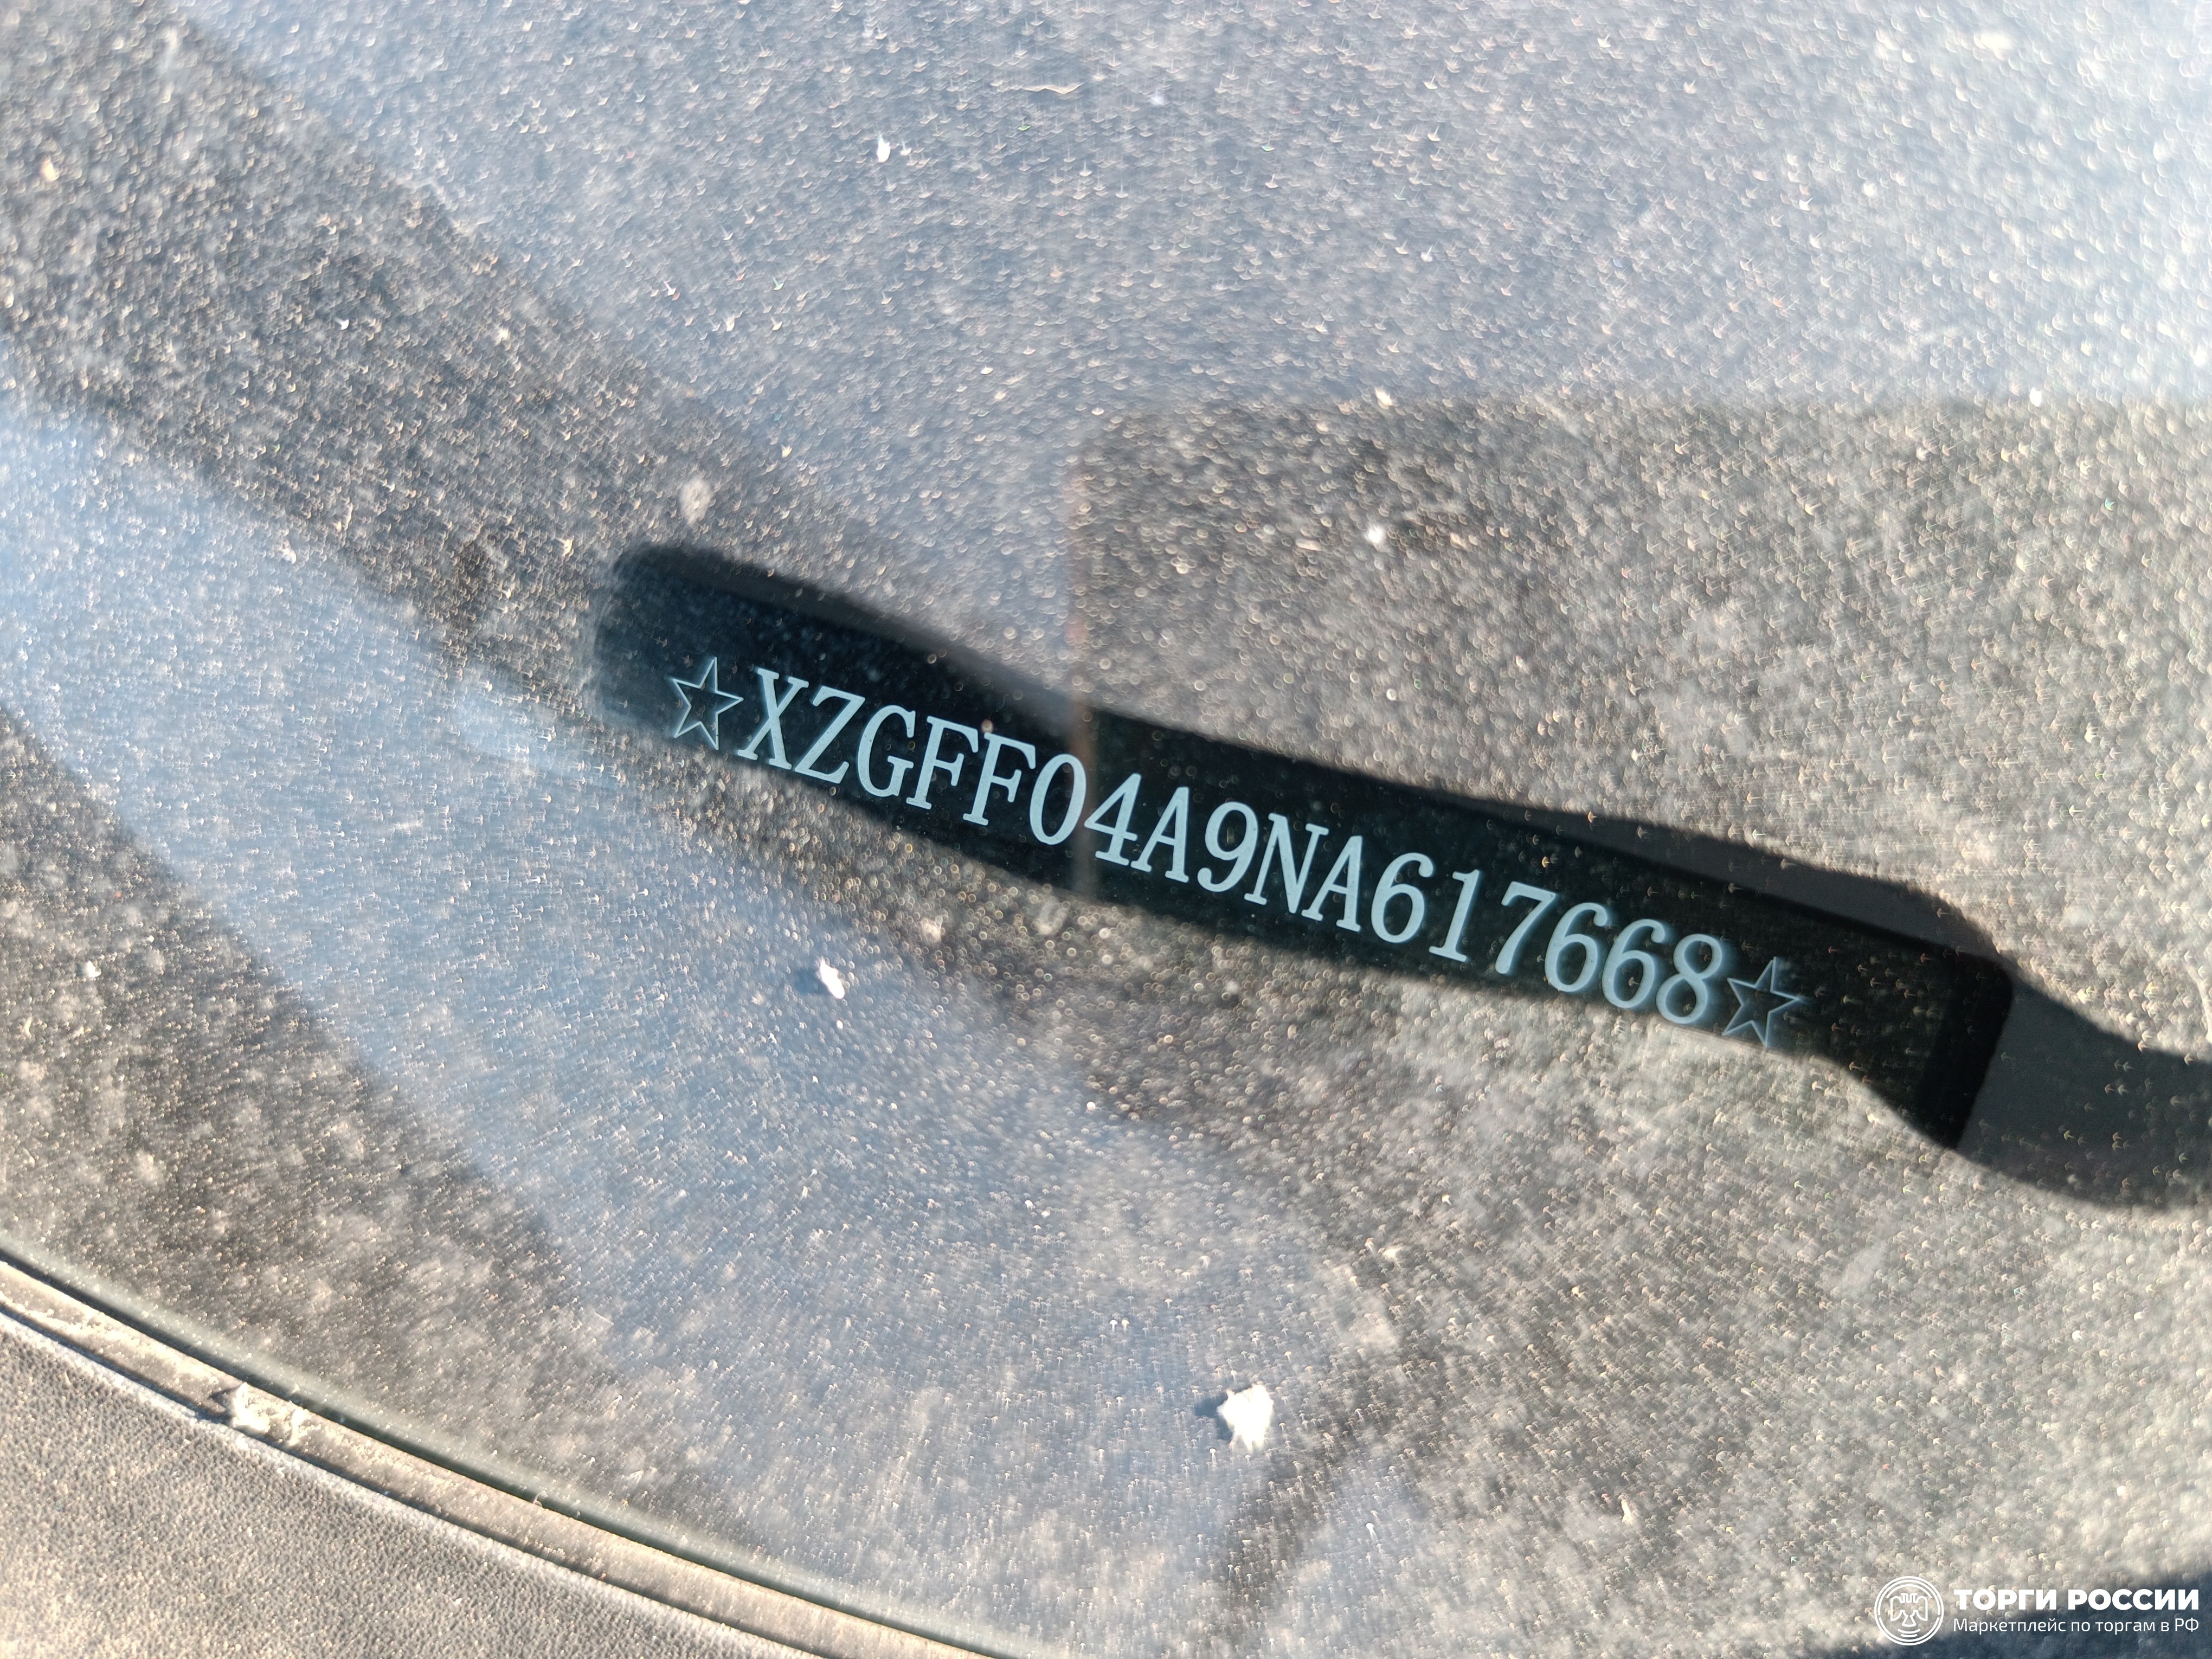 ☆XZGFF04A9NA617668☆
ТОРГИ РОССИИ
Маркетплейс по торгам в РФ